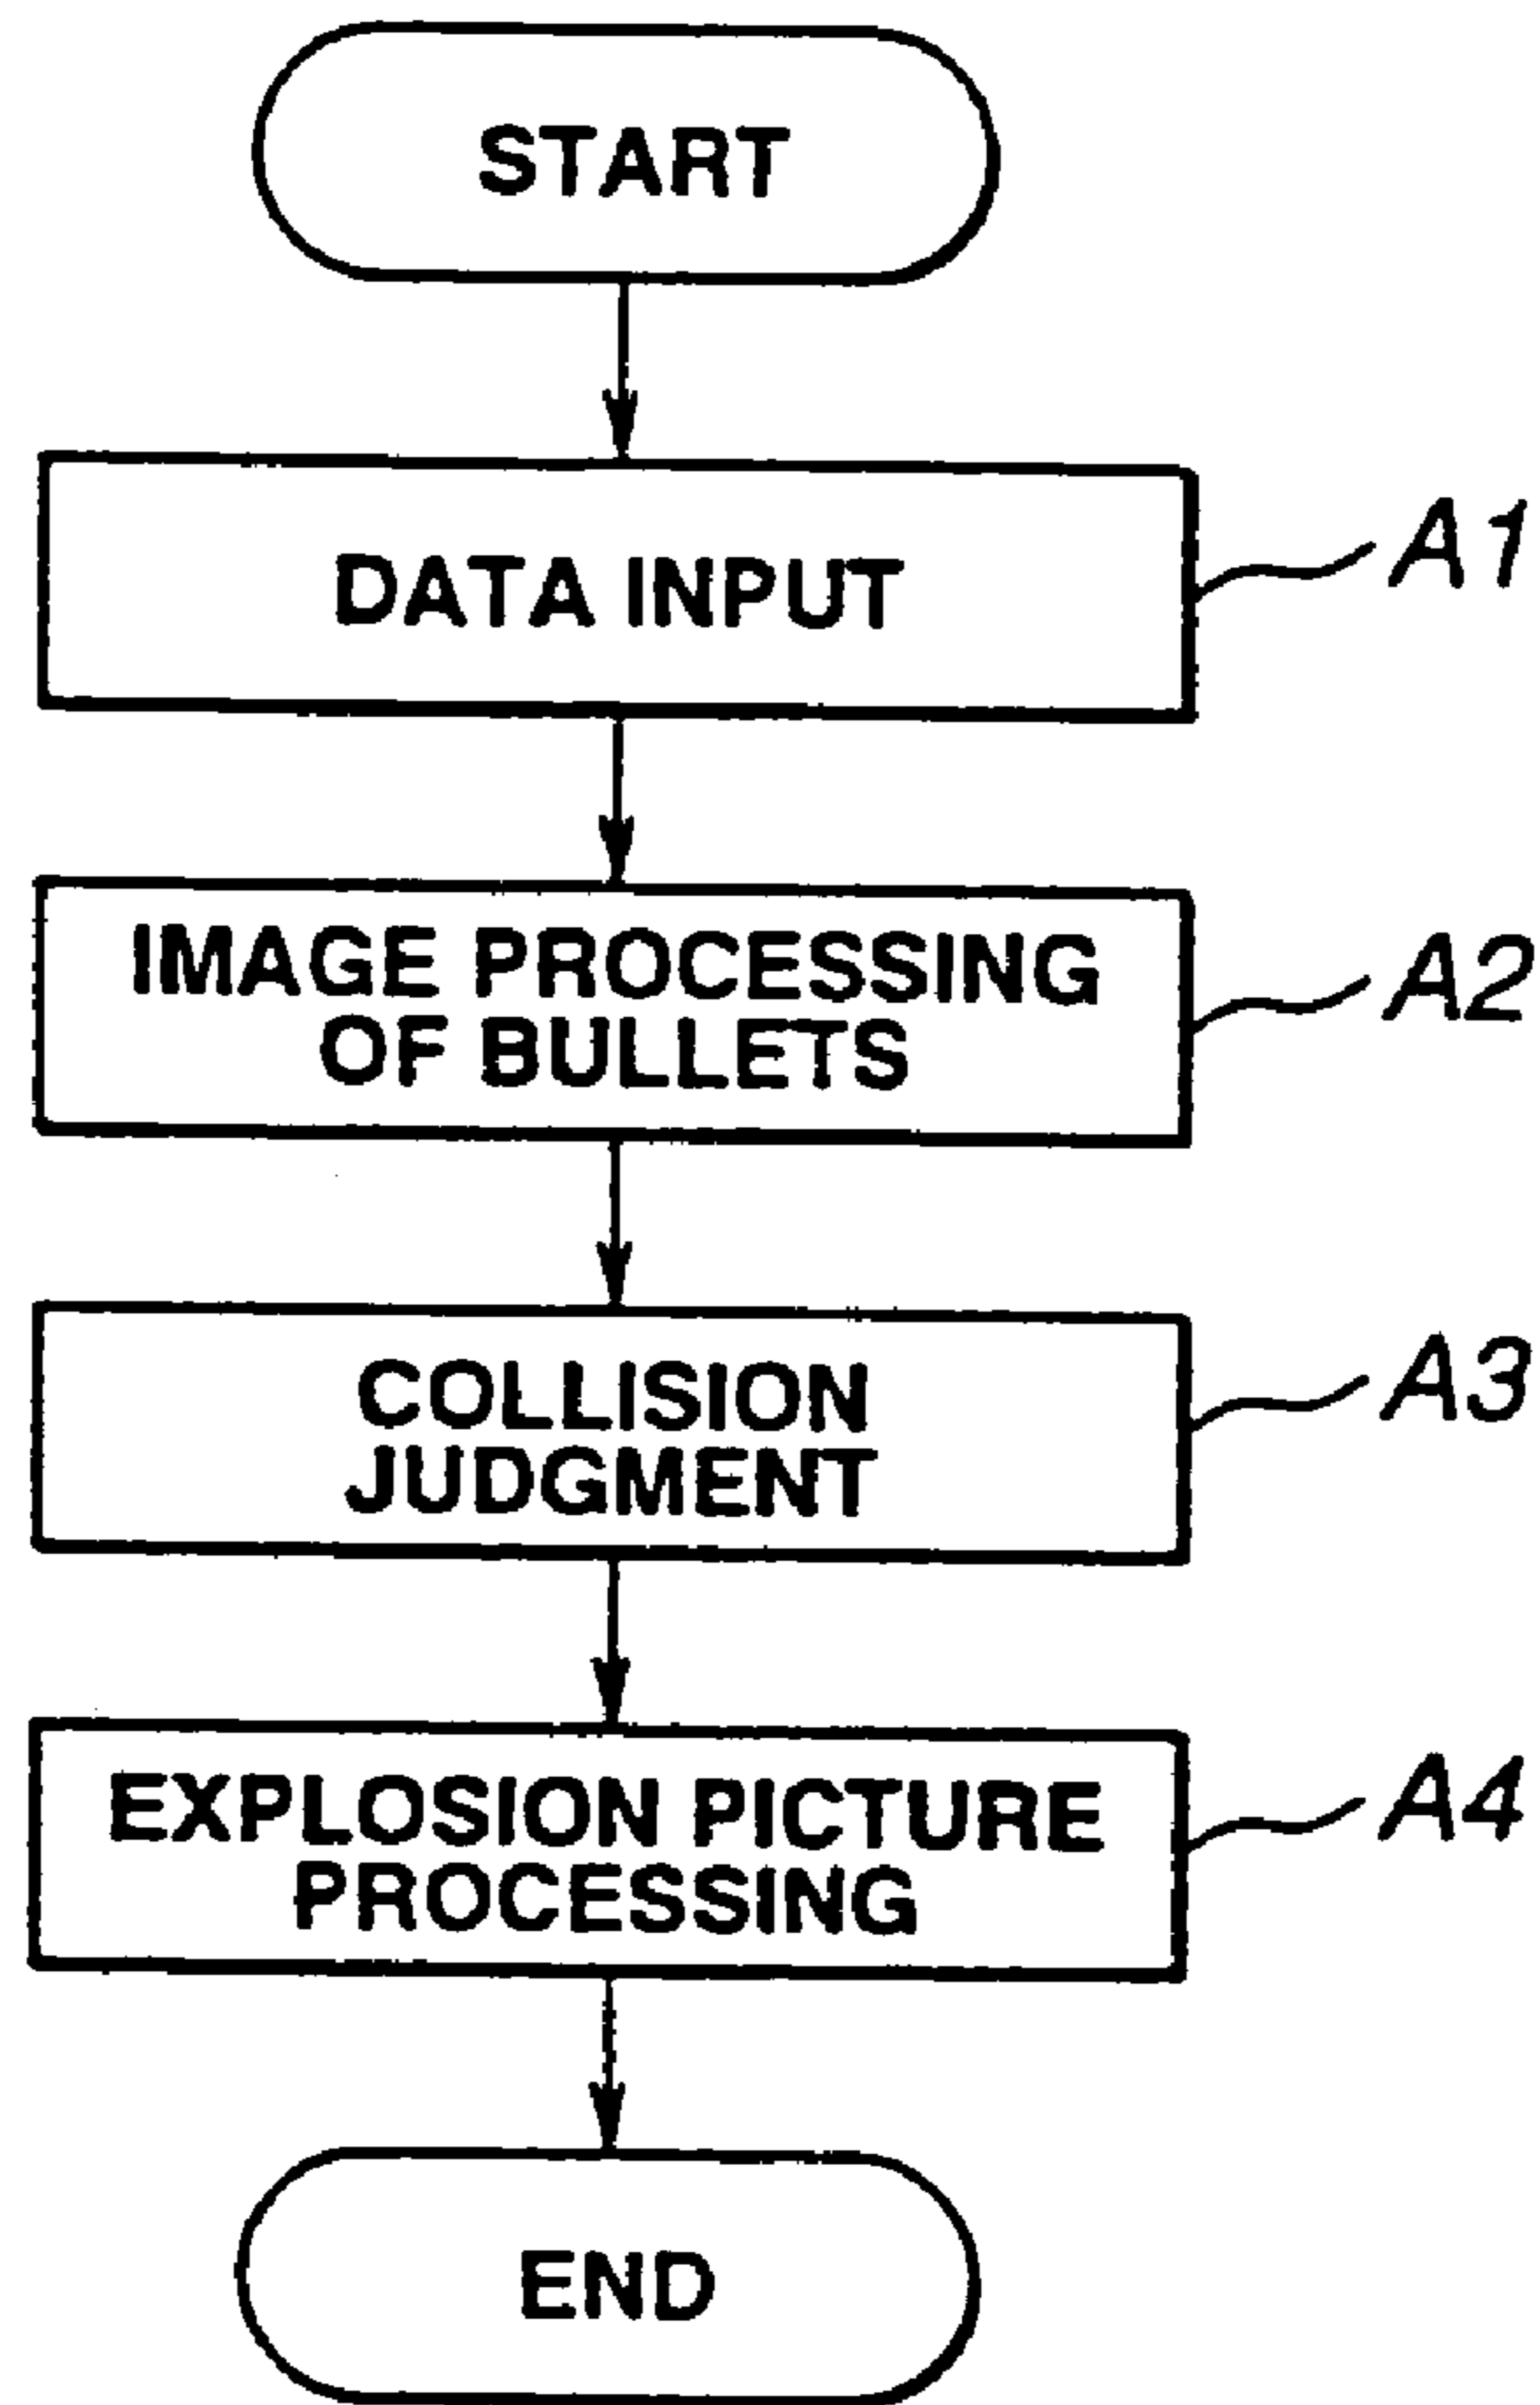 START
DATA INPUT
A1
IMAGE PROCESSING
OF BULLETS
A2
COLLISION
JUDGMENT
A3
EXPLOSION PICTURE
PROCESSING
A4
END